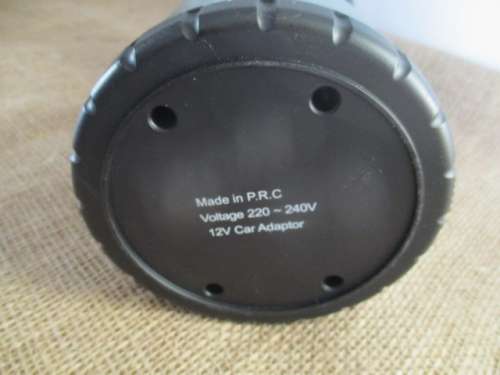 Made in P.R.C
Voltage 220 ~ 240V
12V Car Adaptor